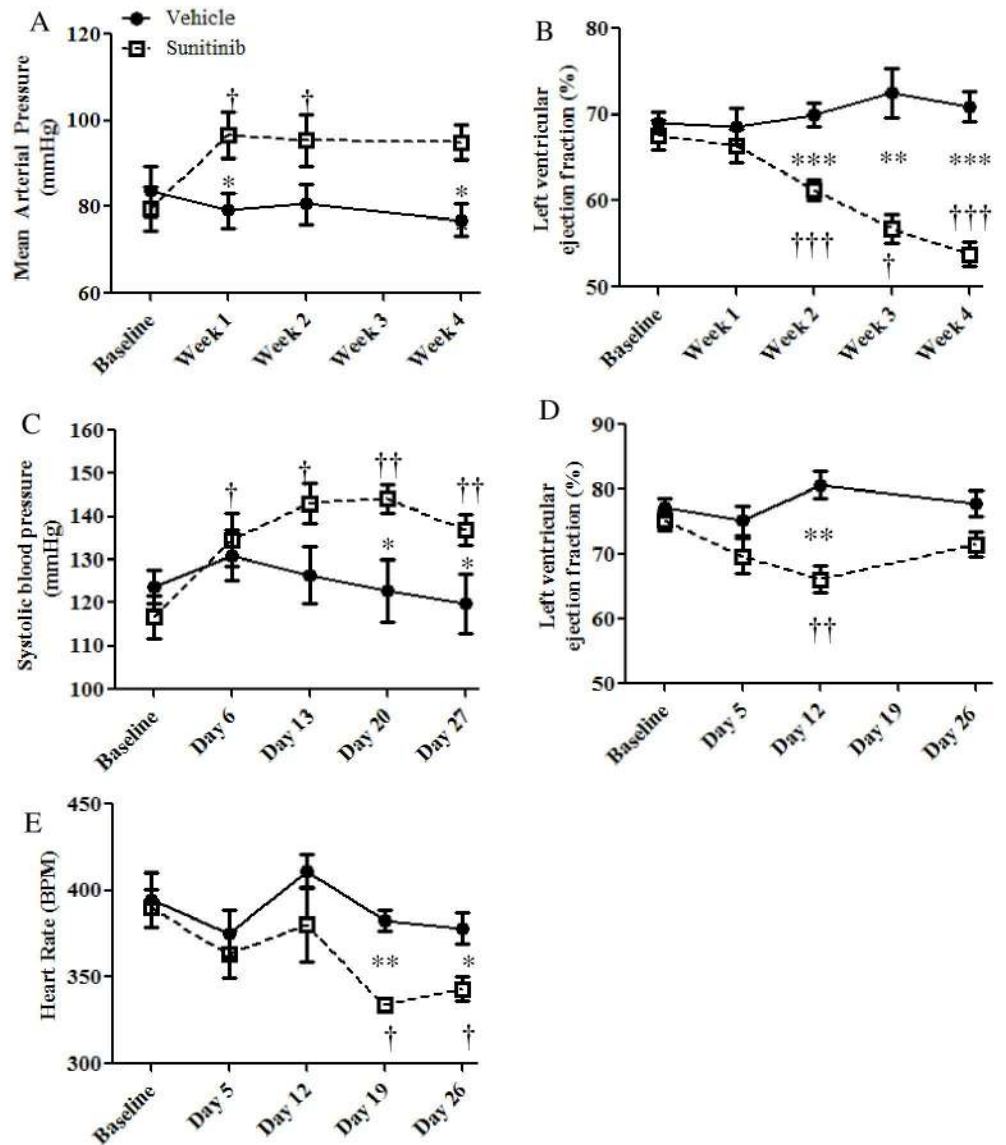 A
Vehicle
Sunitinib
Mean Arterial Pressure
(mmHg)
120
100
80
60
†
†
*
*
Baseline
Week 1
Week 2
Week 3
Week 4
B
Left ventricular
ejection fraction (%)
80
70
60
50
***
**
***
†††
†
†††
Baseline
Week 1
Week 2
Week 3
Week 4
C
Systolic blood pressure
(mmHg)
160
150
140
130
120
110
100
†
†
††
††
*
*
Baseline
Day 6
Day 13
Day 20
Day 27
D
Left ventricular
ejection fraction (%)
90
80
70
60
50
**
††
Baseline
Day 5
Day 12
Day 19
Day 26
E
Heart Rate (BPM)
450
400
350
300
**
*
†
†
Baseline
Day 5
Day 12
Day 19
Day 26